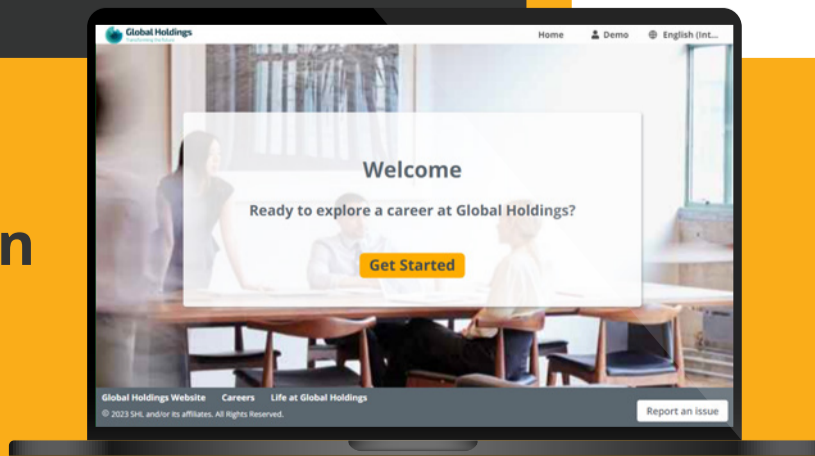 Global Holdings
Home Demo English (Int...
n
Welcome
Ready to explore a career at Global Holdings?
Get Started
Global Holdings Website Careers Life at Global Holdings
© 2023 SHL and/or its affiliates. All Rights Reserved.
Report an issue